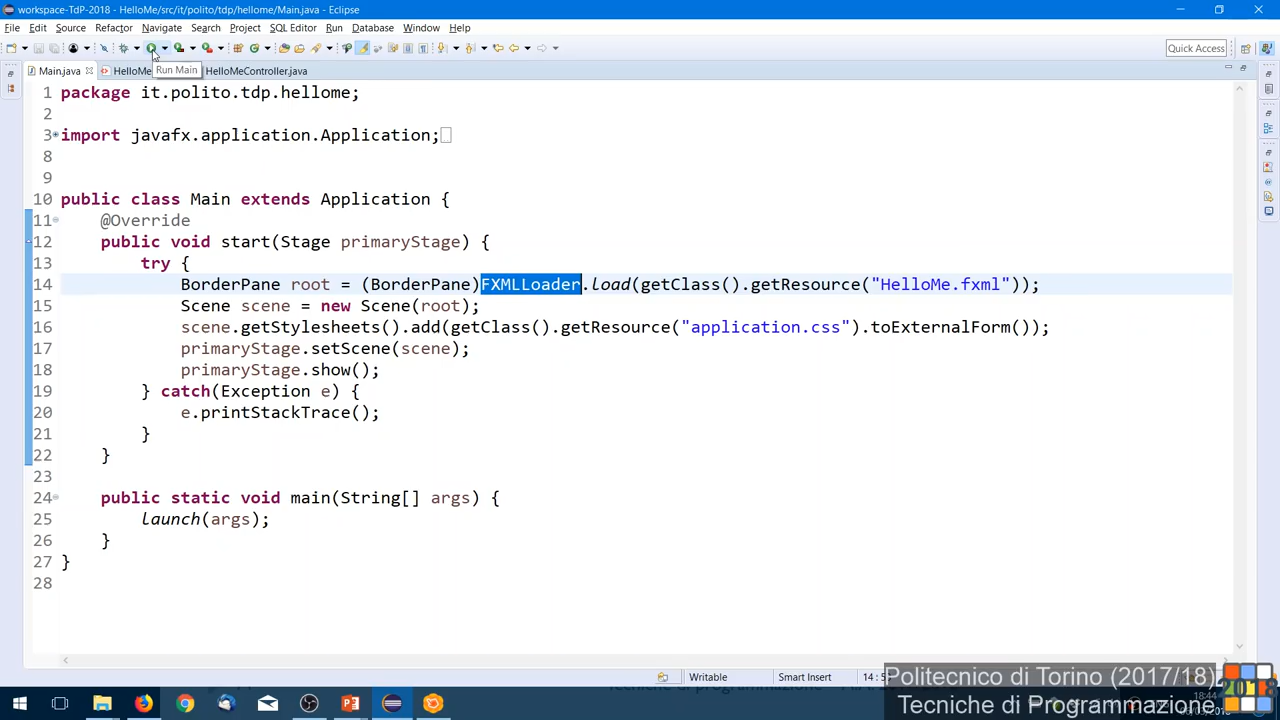 workspace-TdP-2018 - HelloMe/src/it/polito/tdp/hellome/Main.java - Eclipse
File Edit Source Refactor Navigate Search Project SQL Editor Run Database Window Help
Quick Access
Main.java HelloMe HelloMeController.java
Run Main
1 package it.polito.tdp.hellome;
2
3 import javafx.application.Application;
8
9
10 public class Main extends Application {
11 @Override
12 public void start(Stage primaryStage) {
13 try {
14 BorderPane root = (BorderPane)FXMLLoader.load(getClass().getResource("HelloMe.fxml"));
15 Scene scene = new Scene(root);
16 scene.getStylesheets().add(getClass().getResource("application.css").toExternalForm());
17 primaryStage.setScene(scene);
18 primaryStage.show();
19 } catch(Exception e) {
20 e.printStackTrace();
21 }
22 }
23
24 public static void main(String[] args) {
25 launch(args);
26 }
27 }
28
Writable Smart Insert 14 : 5
Politecnico di Torino (2017/18)
18:44
Tecniche di Programmazione
2018